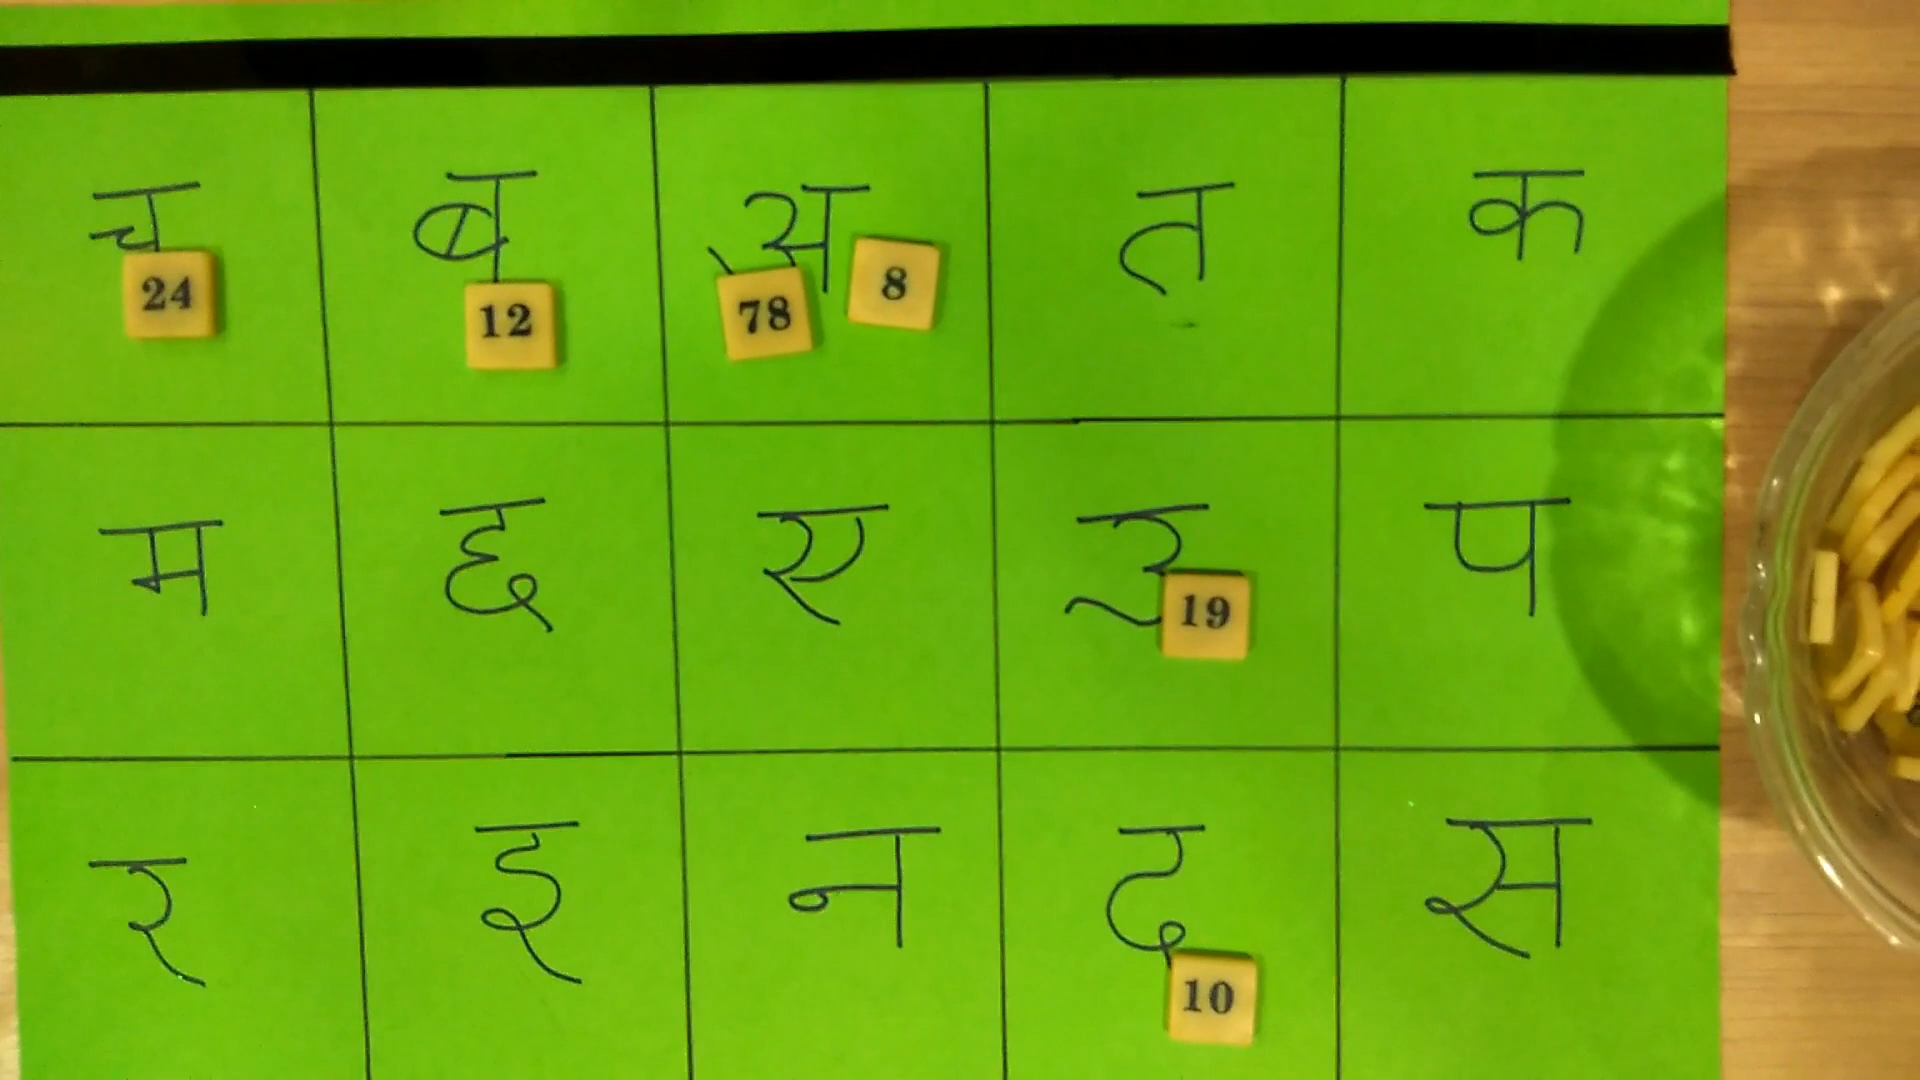 च ब अ त क
24 12 78 8
म छ ए उ प
19
र इ न द स
10